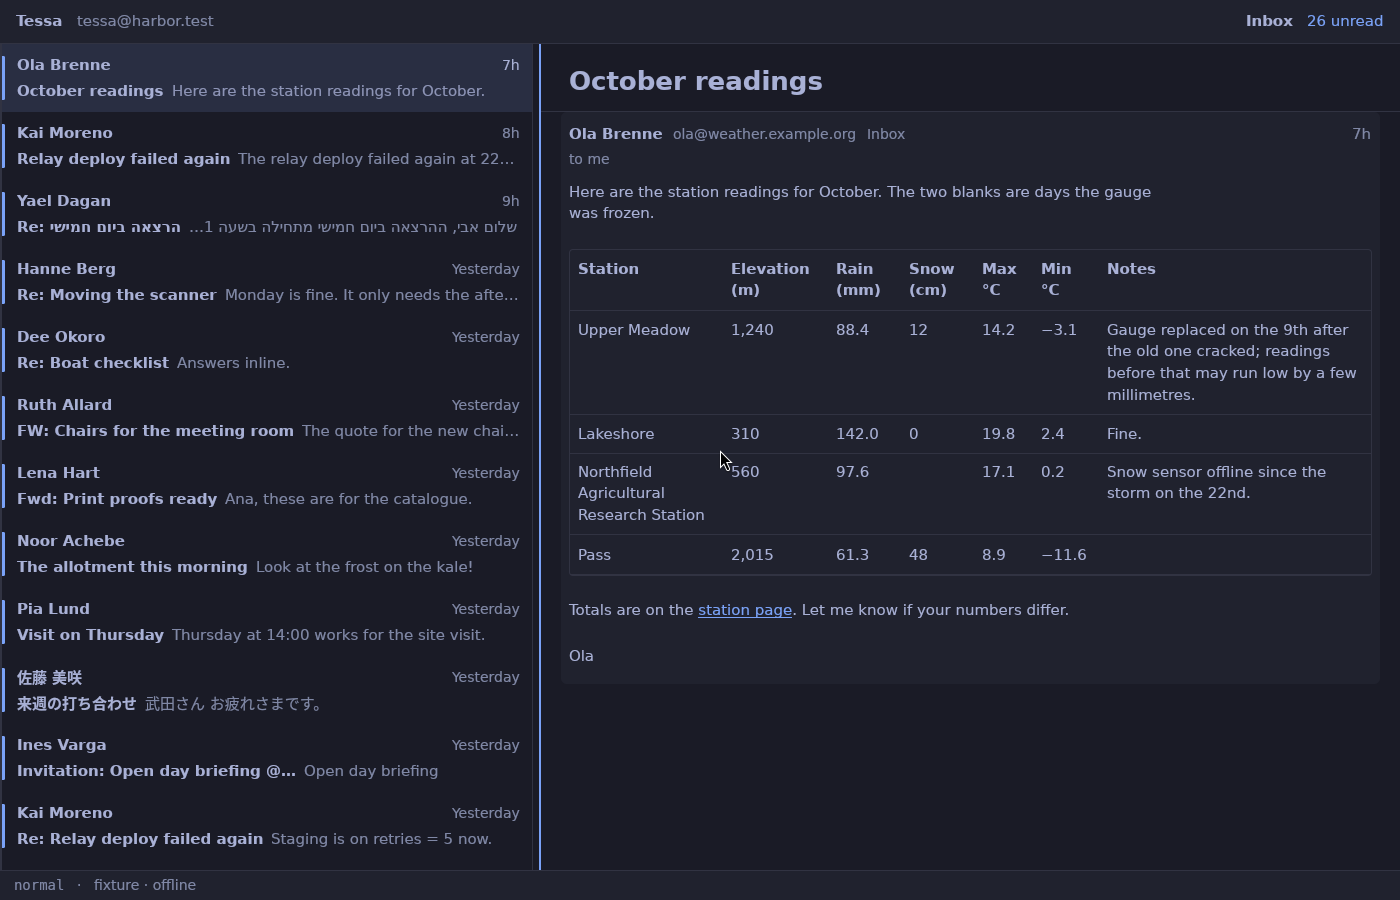 Tessa tessa@harbor.test
Inbox 26 unread
Ola Brenne 7h
October readings Here are the station readings for October.
Kai Moreno 8h
Relay deploy failed again The relay deploy failed again at 22…
Yael Dagan 9h
Re: הרצאה ביום חמישי שלום אבי, ההרצאה ביום חמישי מתחילה בשעה 1…
Hanne Berg Yesterday
Re: Moving the scanner Monday is fine. It only needs the afte…
Dee Okoro Yesterday
Re: Boat checklist Answers inline.
Ruth Allard Yesterday
FW: Chairs for the meeting room The quote for the new chai…
Lena Hart Yesterday
Fwd: Print proofs ready Ana, these are for the catalogue.
Noor Achebe Yesterday
The allotment this morning Look at the frost on the kale!
Pia Lund Yesterday
Visit on Thursday Thursday at 14:00 works for the site visit.
佐藤 美咲 Yesterday
来週の打ち合わせ 武田さん お疲れさまです。
Ines Varga Yesterday
Invitation: Open day briefing @… Open day briefing
Kai Moreno Yesterday
Re: Relay deploy failed again Staging is on retries = 5 now.
October readings
Ola Brenne ola@weather.example.org Inbox 7h
to me
Here are the station readings for October. The two blanks are days the gauge
was frozen.
Station Elevation (m) Rain (mm) Snow (cm) Max °C Min °C Notes
Upper Meadow 1,240 88.4 12 14.2 −3.1 Gauge replaced on the 9th after
the old one cracked; readings
before that may run low by a few
millimetres.
Lakeshore 310 142.0 0 19.8 2.4 Fine.
Northfield Agricultural Research Station 560 97.6 17.1 0.2 Snow sensor offline since the
storm on the 22nd.
Pass 2,015 61.3 48 8.9 −11.6
Totals are on the station page. Let me know if your numbers differ.
Ola
normal · fixture · offline